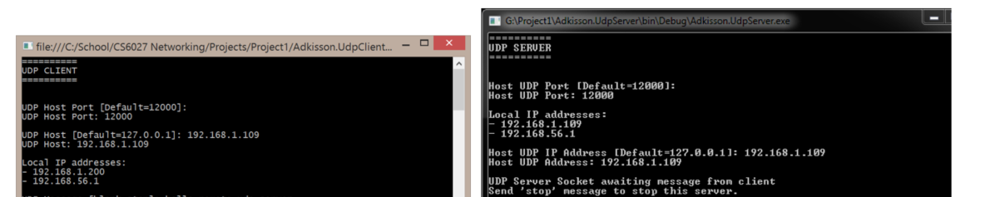 file:///C:/School/CS6027 Networking/Projects/Project1/Adkisson.UdpClient...
==========
UDP CLIENT
==========
UDP Host Port [Default=12000]:
UDP Host Port: 12000
UDP Host [Default=127.0.0.1]: 192.168.1.109
UDP Host: 192.168.1.109
Local IP addresses:
- 192.168.1.200
- 192.168.56.1
G:\Project1\Adkisson.UdpServer\bin\Debug\Adkisson.UdpServer.exe
==========
UDP SERVER
==========
Host UDP Port [Default=12000]:
Host UDP Port: 12000
Local IP addresses:
- 192.168.1.109
- 192.168.56.1
Host UDP IP Address [Default=127.0.0.1]: 192.168.1.109
Host UDP Address: 192.168.1.109
UDP Server Socket awaiting message from client
Send 'stop' message to stop this server.